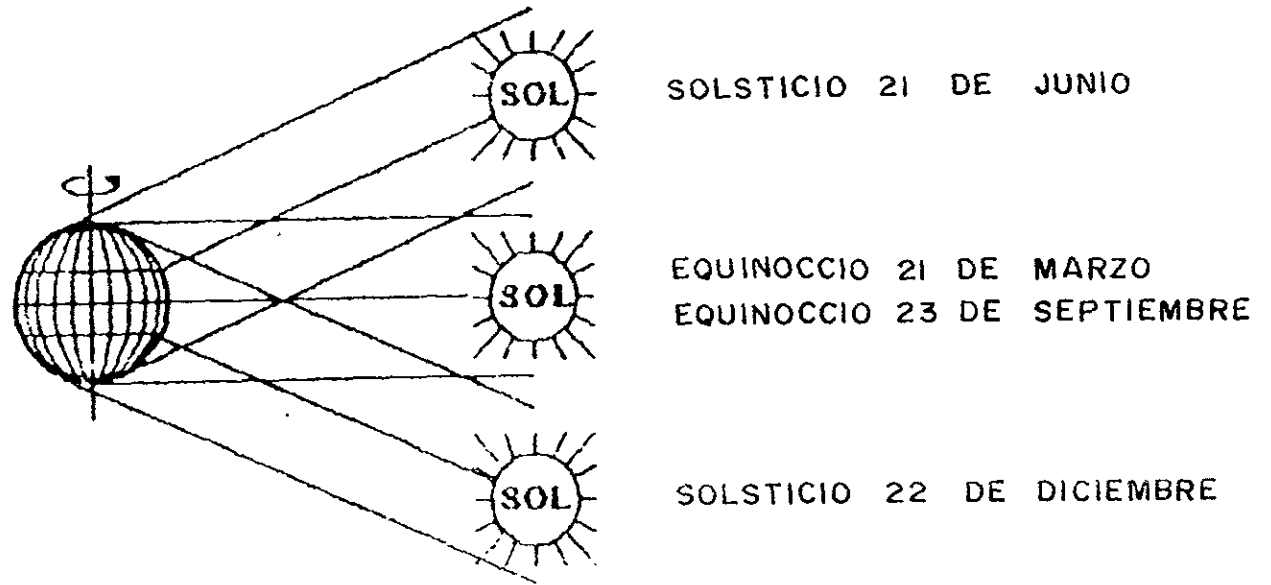 SOL
SOLSTICIO 21 DE JUNIO
SOL
EQUINOCCIO 21 DE MARZO
EQUINOCCIO 23 DE SEPTIEMBRE
SOL
SOLSTICIO 22 DE DICIEMBRE